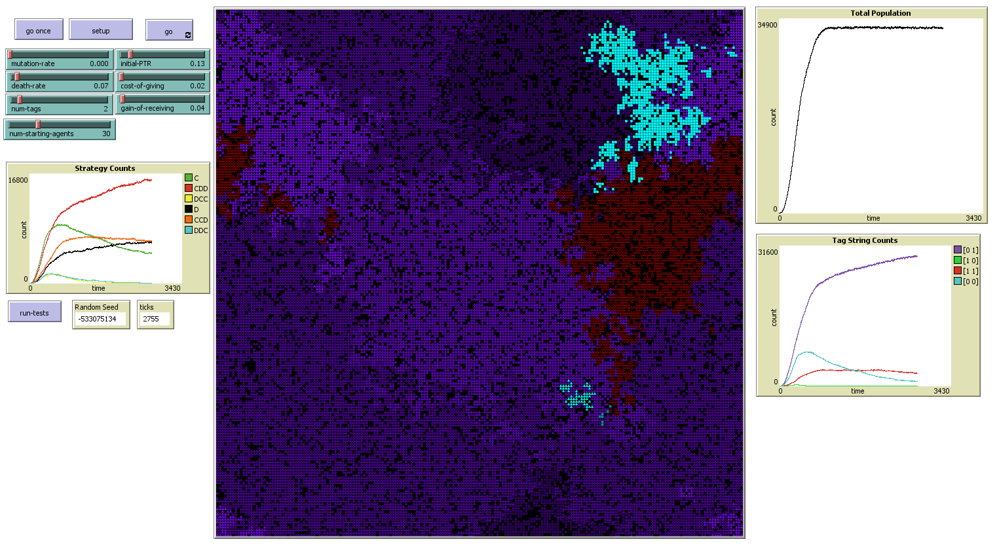 go once
setup
go
mutation-rate 0.000
initial-PTR 0.13
death-rate 0.07
cost-of-giving 0.02
num-tags 2
gain-of-receiving 0.04
num-starting-agents 30
Strategy Counts
16800
count
0
0
time
3430
C
CDD
DCC
D
CCD
DDC
run-tests
Random Seed
-533075134
ticks
2755
Total Population
34900
count
0
0
time
3430
Tag String Counts
31600
count
0
0
time
3430
[0 1]
[1 0]
[1 1]
[0 0]